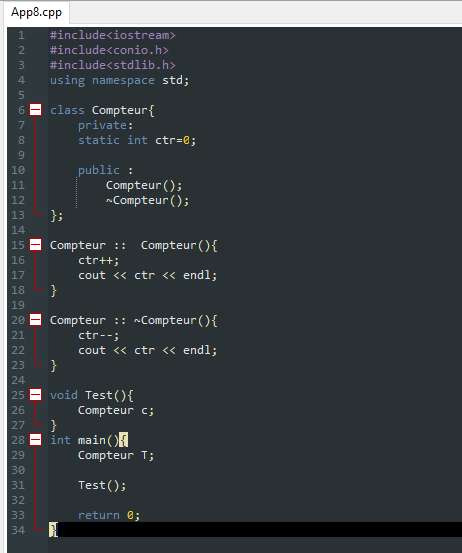 App8.cpp
1 #include<iostream>
2 #include<conio.h>
3 #include<stdlib.h>
4 using namespace std;
5
6 class Compteur{
7 private:
8 static int ctr=0;
9
10 public :
11 Compteur();
12 ~Compteur();
13 };
14
15 Compteur ::  Compteur(){
16 ctr++;
17 cout << ctr << endl;
18 }
19
20 Compteur :: ~Compteur(){
21 ctr--;
22 cout << ctr << endl;
23 }
24
25 void Test(){
26 Compteur c;
27 }
28 int main(){
29 Compteur T;
30
31 Test();
32
33 return 0;
34 }